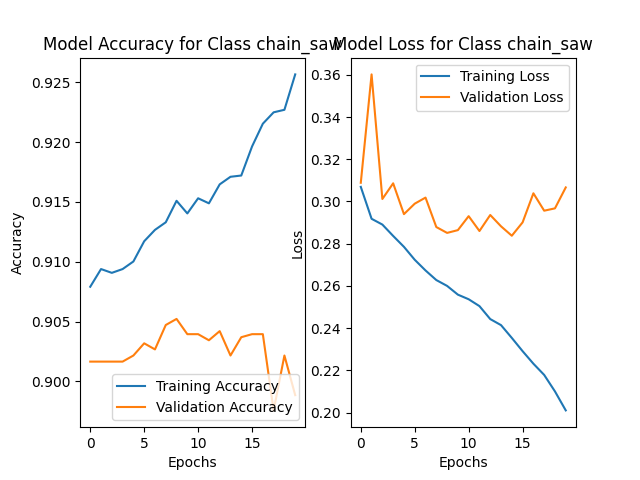 Model Accuracy for Class chain_saw
Model Loss for Class chain_saw
0.925
0.920
0.915
0.910
0.905
0.900
Accuracy
Training Accuracy
Validation Accuracy
0 5 10 15
Epochs
0.36
0.34
0.32
0.30
0.28
0.26
0.24
0.22
0.20
Loss
Training Loss
Validation Loss
0 5 10 15
Epochs